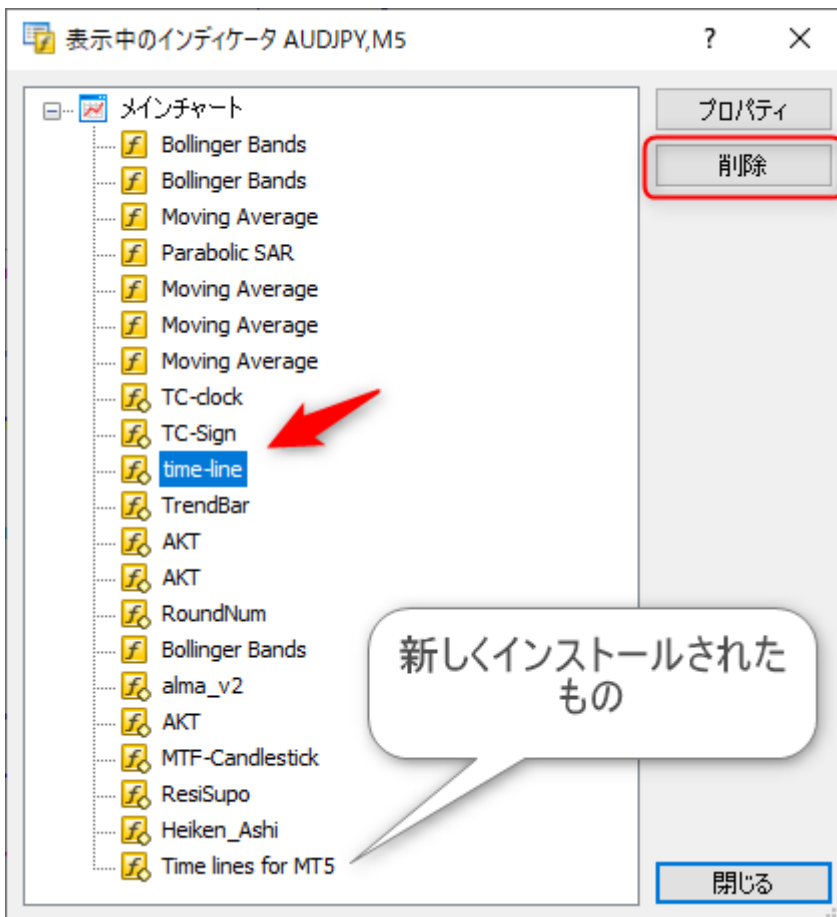 表示中のインディケータ AUDJPY,M5
?
メインチャート
Bollinger Bands
Bollinger Bands
Moving Average
Parabolic SAR
Moving Average
Moving Average
Moving Average
TC-clock
TC-Sign
time-line
TrendBar
AKT
AKT
RoundNum
Bollinger Bands
alma_v2
AKT
MTF-Candlestick
ResiSupo
Heiken_Ashi
Time lines for MT5
プロパティ
削除
新しくインストールされた
もの
閉じる